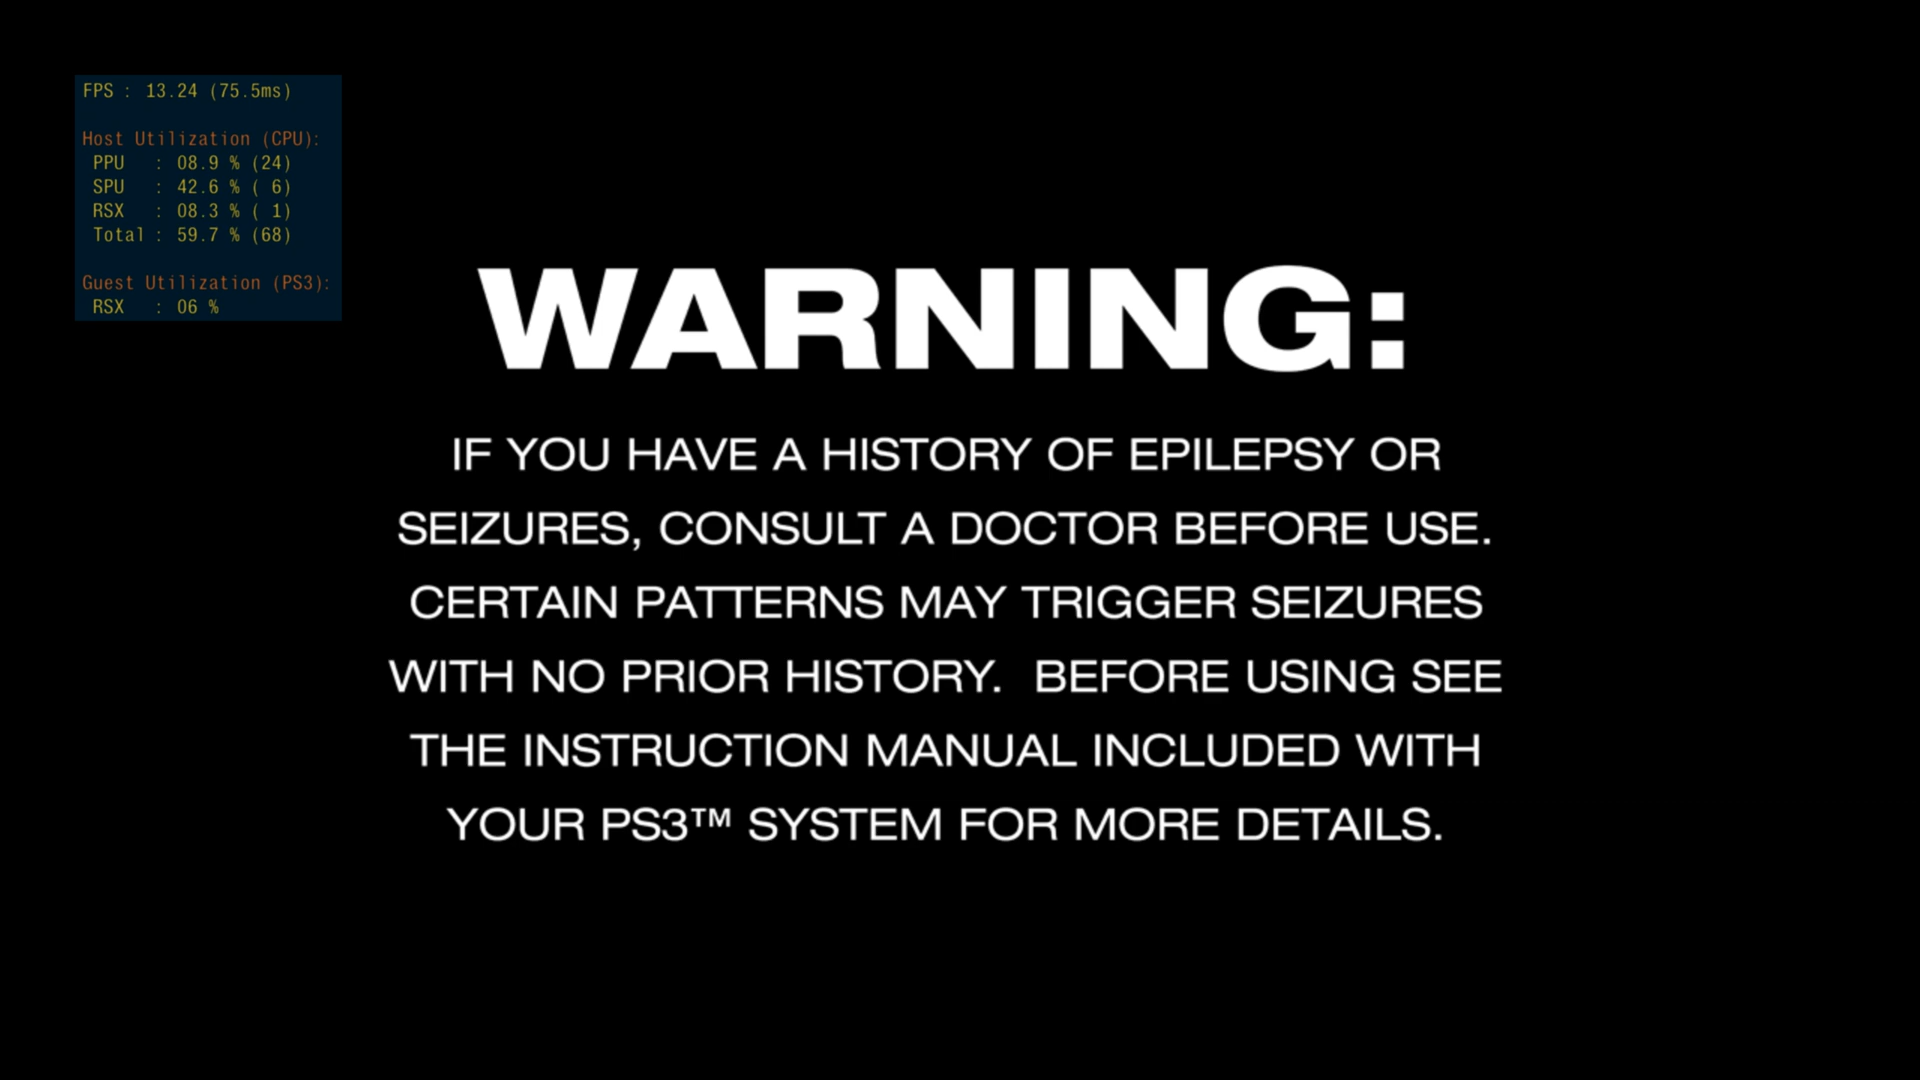 FPS : 13.24 (75.5ms)
Host Utilization (CPU):
PPU : 08.9 % (24)
SPU : 42.6 % ( 6)
RSX : 08.3 % ( 1)
Total : 59.7 % (68)
Guest Utilization (PS3):
RSX : 06 %
WARNING:
IF YOU HAVE A HISTORY OF EPILEPSY OR
SEIZURES, CONSULT A DOCTOR BEFORE USE.
CERTAIN PATTERNS MAY TRIGGER SEIZURES
WITH NO PRIOR HISTORY.  BEFORE USING SEE
THE INSTRUCTION MANUAL INCLUDED WITH
YOUR PS3™ SYSTEM FOR MORE DETAILS.